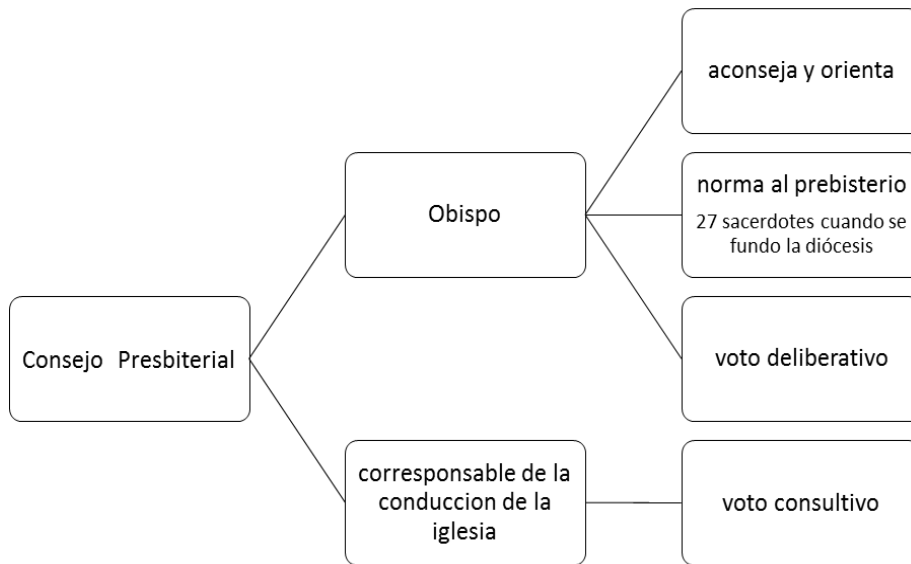 Consejo Presbiterial
Obispo
aconseja y orienta
norma al prebisterio
27 sacerdotes cuando se
fundo la diócesis
voto deliberativo
corresponsable de la
conduccion de la
iglesia
voto consultivo